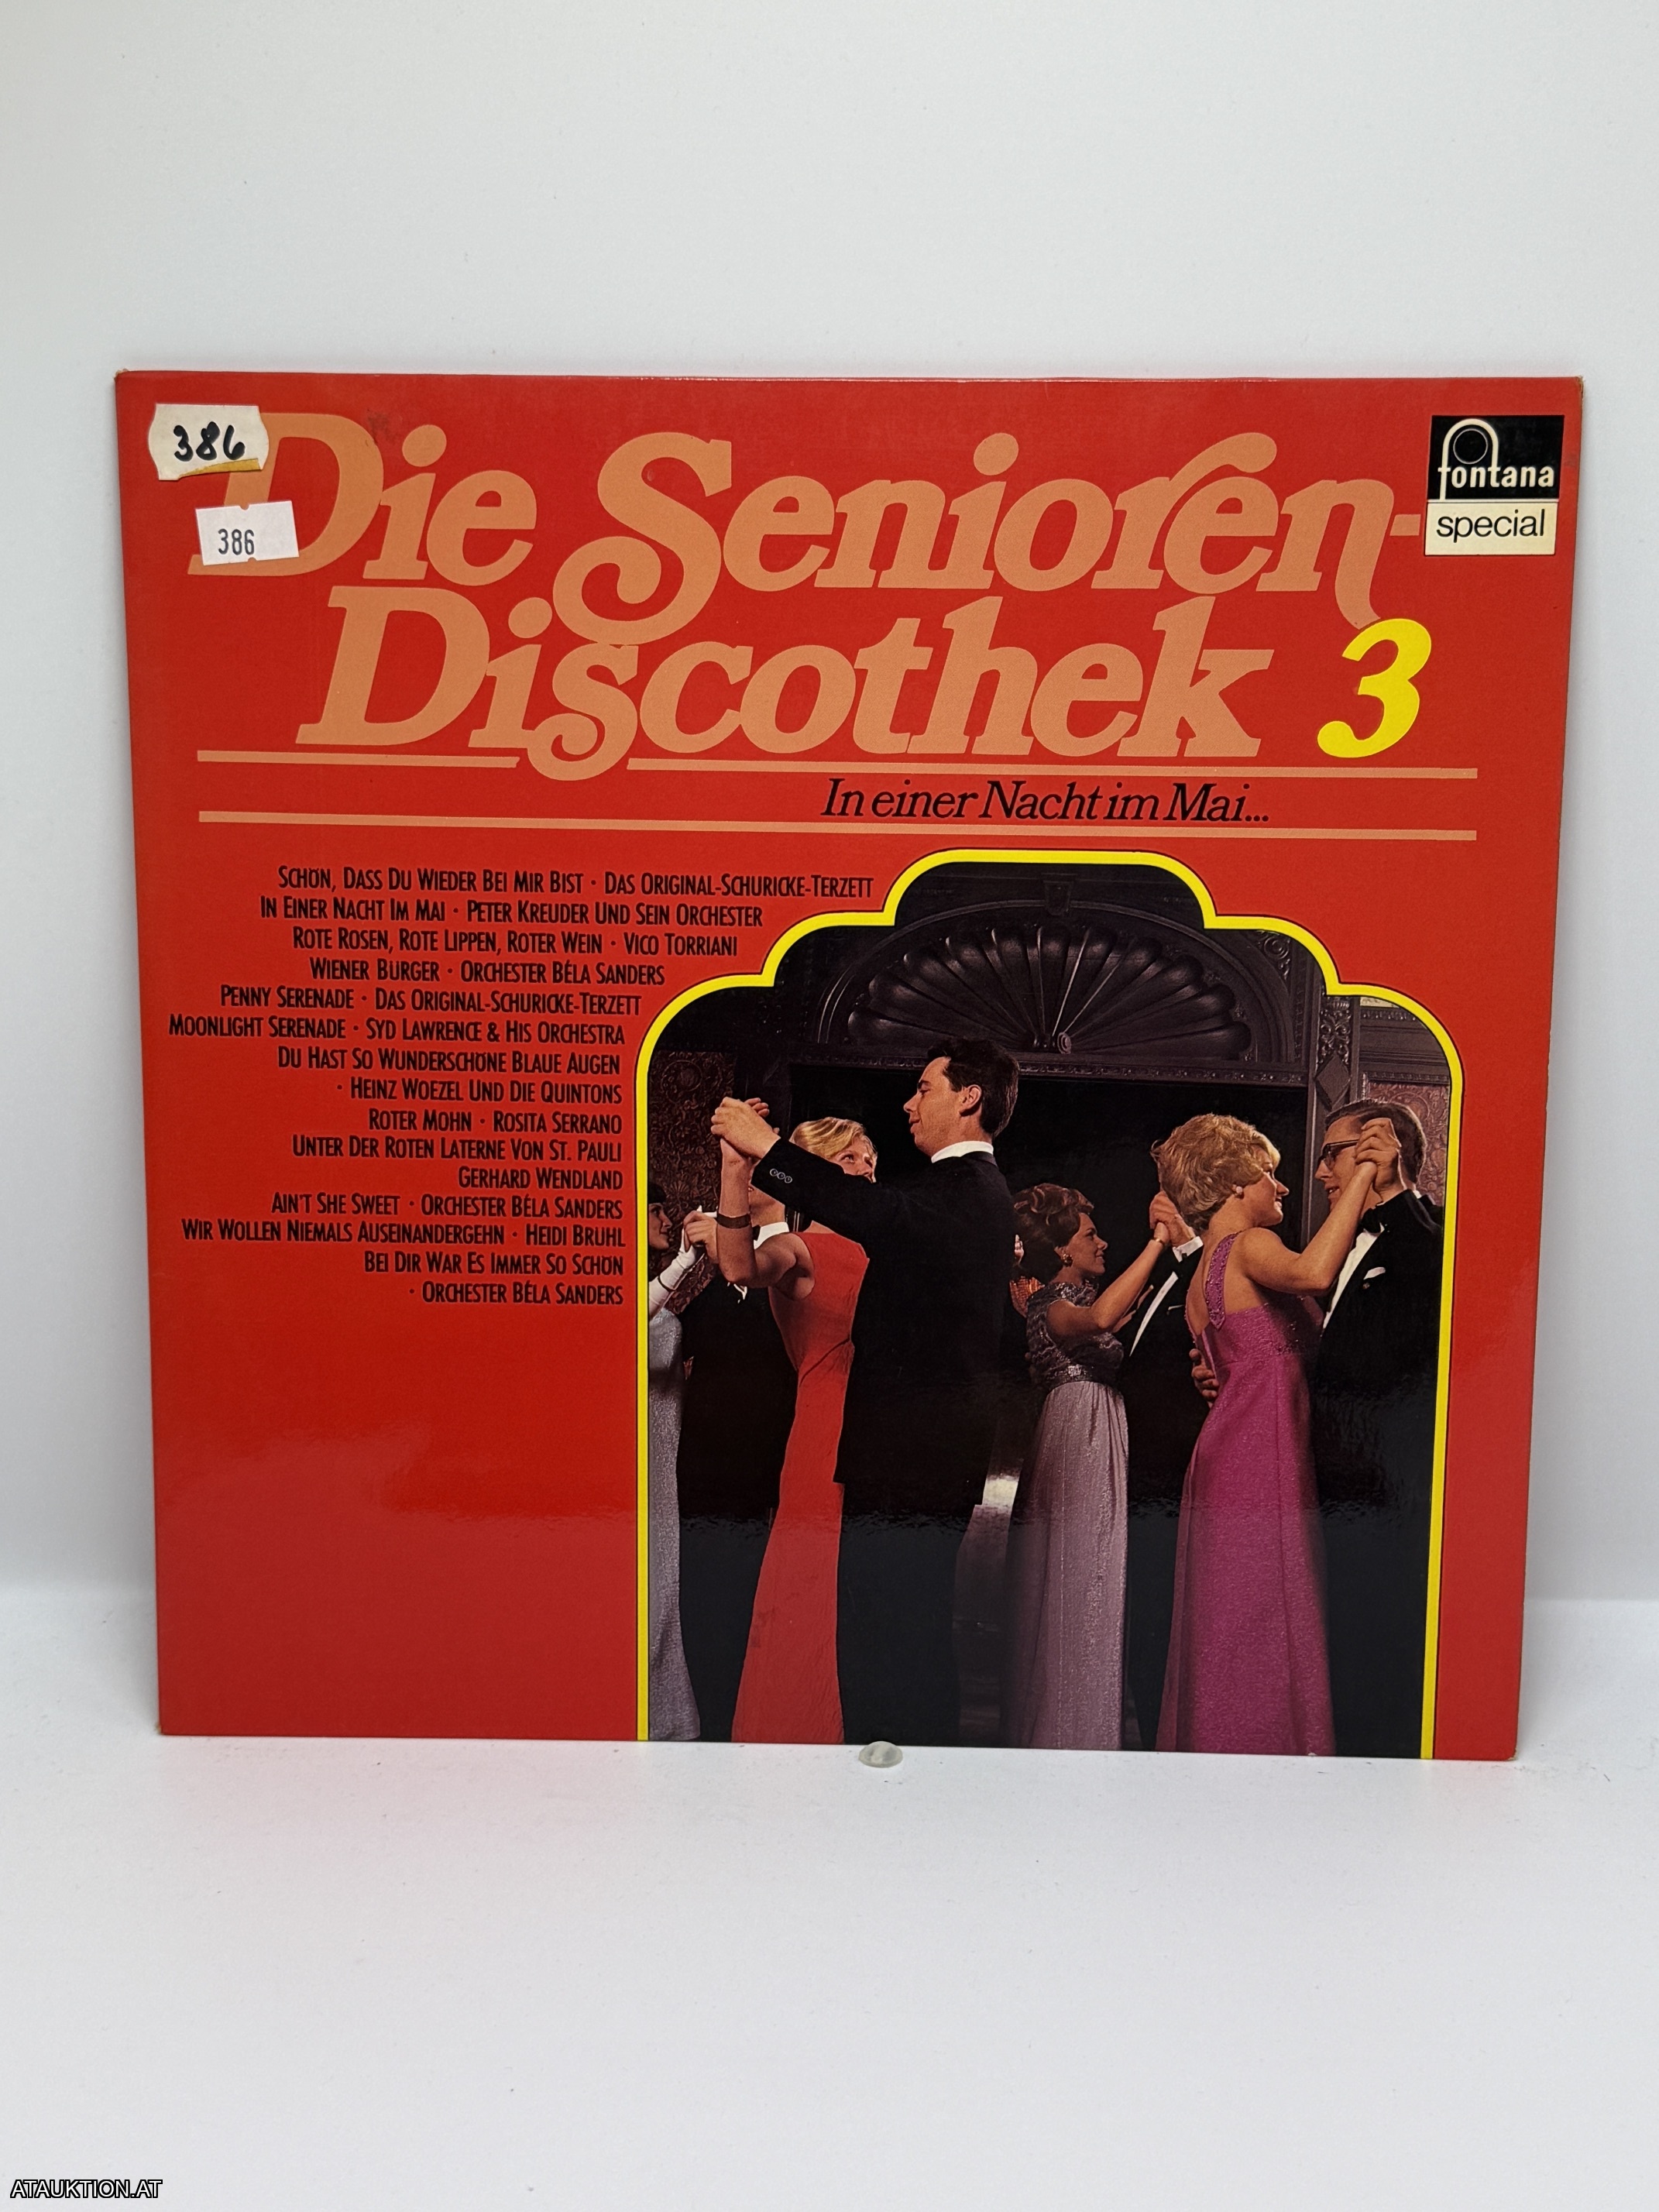 386
386
Die Senioren-
Discothek 3
fontana
special
In einer Nacht im Mai...
SCHÖN, DASS DU WIEDER BEI MIR BIST · DAS ORIGINAL-SCHURICKE-TERZETT
IN EINER NACHT IM MAI · PETER KREUDER UND SEIN ORCHESTER
ROTE ROSEN, ROTE LIPPEN, ROTER WEIN · VICO TORRIANI
WIENER BURGER · ORCHESTER BÉLA SANDERS
PENNY SERENADE · DAS ORIGINAL-SCHURICKE-TERZETT
MOONLIGHT SERENADE · SYD LAWRENCE & HIS ORCHESTRA
DU HAST SO WUNDERSCHÖNE BLAUE AUGEN
· HEINZ WOEZEL UND DIE QUINTONS
ROTER MOHN · ROSITA SERRANO
UNTER DER ROTEN LATERNE VON ST. PAULI
GERHARD WENDLAND
AIN'T SHE SWEET · ORCHESTER BÉLA SANDERS
WIR WOLLEN NIEMALS AUSEINANDERGEHN · HEIDI BRUHL
BEI DIR WAR ES IMMER SO SCHÖN
· ORCHESTER BÉLA SANDERS
ATAUKTION.AT